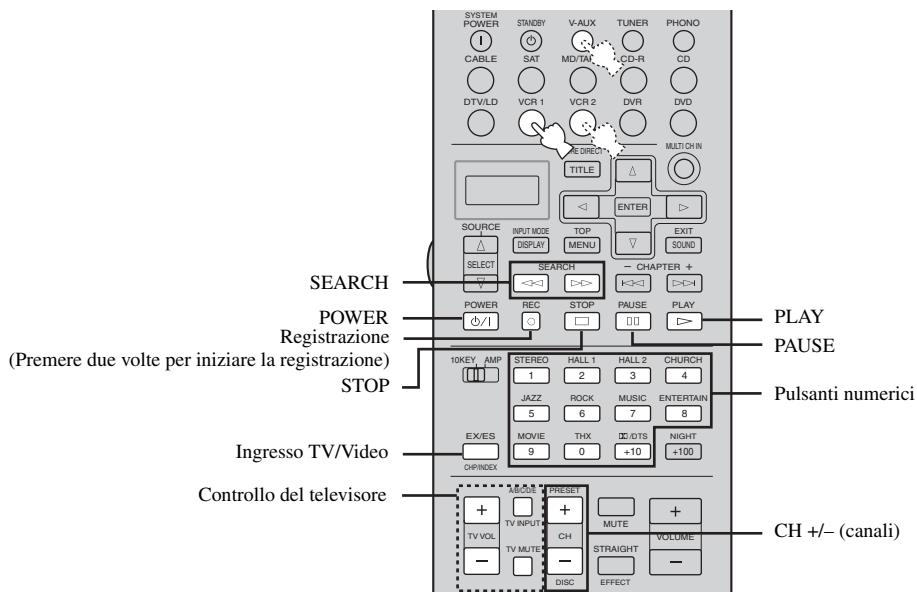 SYSTEM
POWER STANDBY V-AUX TUNER PHONO
CABLE SAT MD/TA CD-R CD
DTV/LD VCR 1 VCR 2 DVR DVD
RE DIRECT MULTI CH IN
TITLE
ENTER
SOURCE INPUT MODE TOP EXIT
DISPLAY MENU SOUND
SELECT SEARCH – CHAPTER +
SEARCH
POWER REC STOP PAUSE PLAY
POWER
Registrazione
(Premere due volte per iniziare la registrazione)
STOP
PLAY
PAUSE
10KEY AMP STEREO HALL 1 HALL 2 CHURCH
1 2 3 4
JAZZ ROCK MUSIC ENTERTAIN
5 6 7 8
Pulsanti numerici
EX/ES MOVIE THX /DTS NIGHT
9 0 +10 +100
CHP/INDEX
Ingresso TV/Video
Controllo del televisore
A/B/C/D/E PRESET
+ + +
TV INPUT MUTE
TV VOL CH VOLUME
TV MUTE STRAIGHT
– – –
DISC EFFECT
CH +/– (canali)